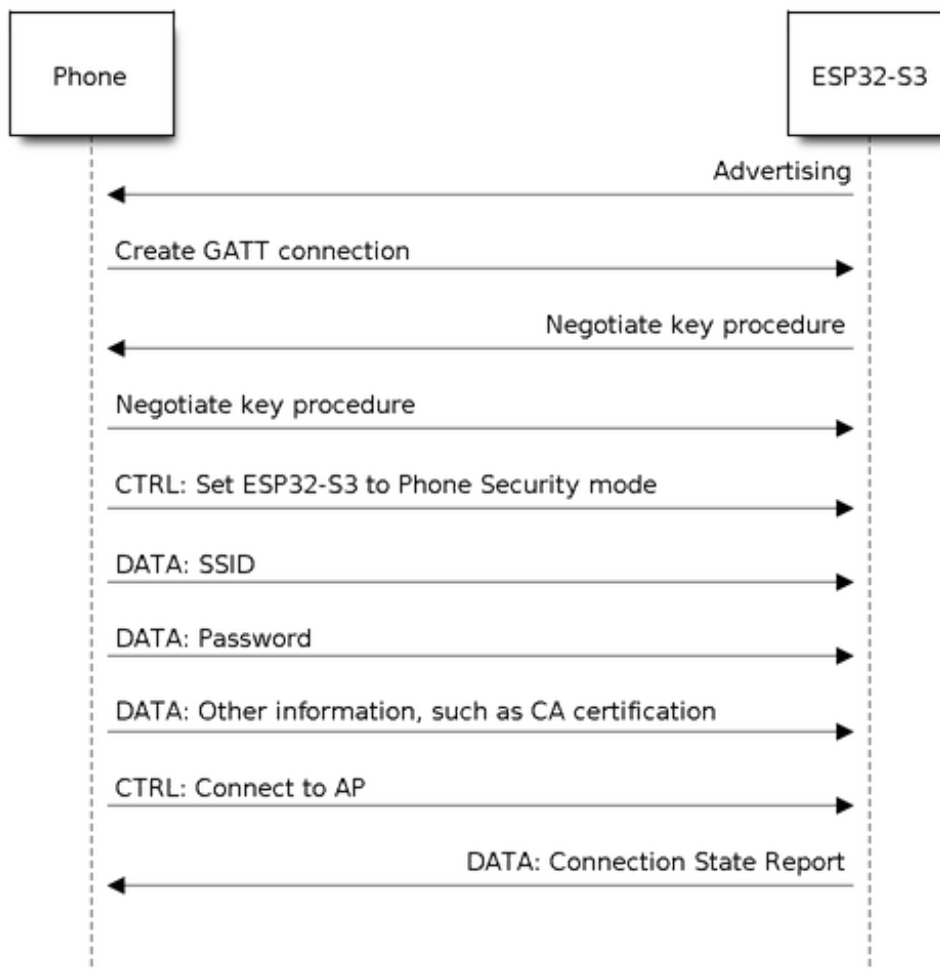 Phone
ESP32-S3
Advertising
Create GATT connection
Negotiate key procedure
Negotiate key procedure
CTRL: Set ESP32-S3 to Phone Security mode
DATA: SSID
DATA: Password
DATA: Other information, such as CA certification
CTRL: Connect to AP
DATA: Connection State Report